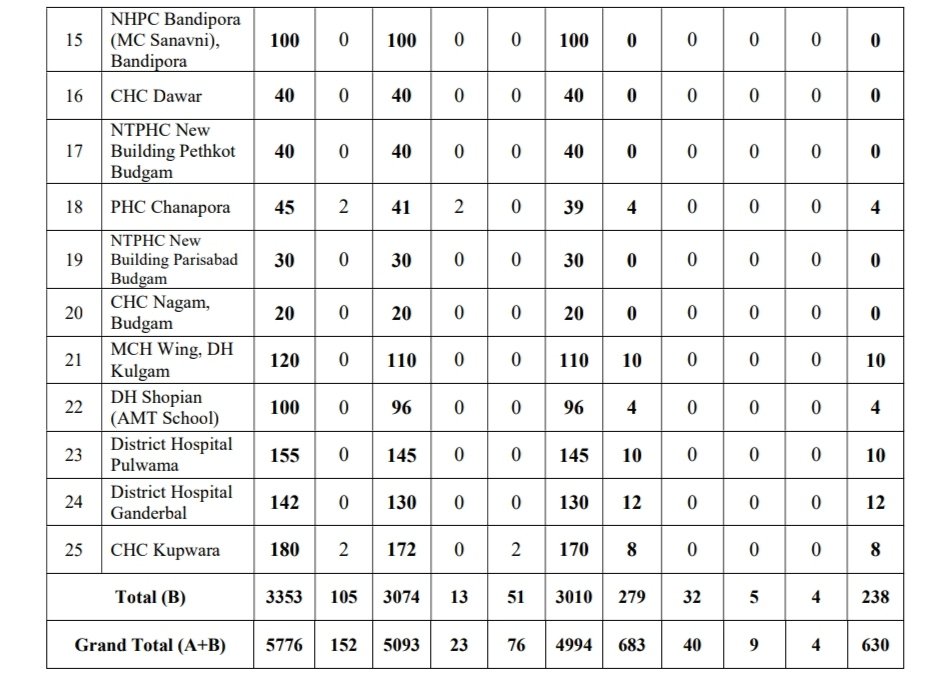 15 NHPC Bandipora (MC Sanavni), Bandipora 100 0 100 0 0 100 0 0 0 0 0
16 CHC Dawar 40 0 40 0 0 40 0 0 0 0 0
17 NTPHC New Building Pethkot Budgam 40 0 40 0 0 40 0 0 0 0 0
18 PHC Chanapora 45 2 41 2 0 39 4 0 0 0 4
19 NTPHC New Building Parisabad Budgam 30 0 30 0 0 30 0 0 0 0 0
20 CHC Nagam, Budgam 20 0 20 0 0 20 0 0 0 0 0
21 MCH Wing, DH Kulgam 120 0 110 0 0 110 10 0 0 0 10
22 DH Shopian (AMT School) 100 0 96 0 0 96 4 0 0 0 4
23 District Hospital Pulwama 155 0 145 0 0 145 10 0 0 0 10
24 District Hospital Ganderbal 142 0 130 0 0 130 12 0 0 0 12
25 CHC Kupwara 180 2 172 0 2 170 8 0 0 0 8
Total (B) 3353 105 3074 13 51 3010 279 32 5 4 238
Grand Total (A+B) 5776 152 5093 23 76 4994 683 40 9 4 630